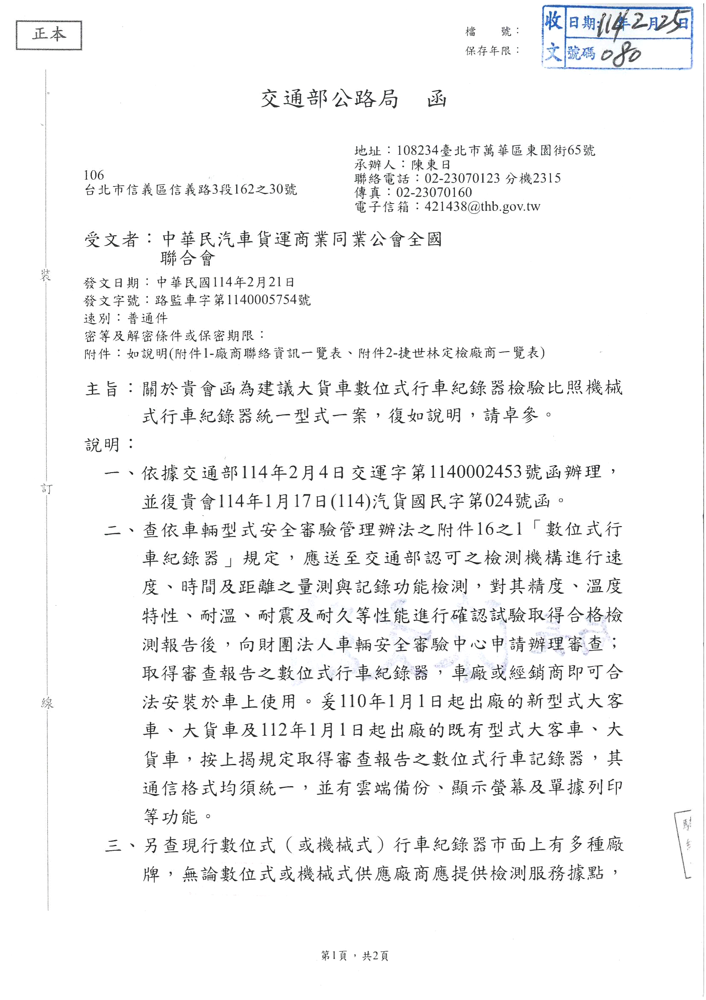 正本
檔　　號：
保存年限：
收文
日期：114年2月25日
號碼 080
交通部公路局　函
地址：108234臺北市萬華區東園街65號
承辦人：陳東日
聯絡電話：02-23070123 分機2315
傳真：02-23070160
電子信箱：421438@thb.gov.tw
106
台北市信義區信義路3段162之30號
受文者：中華民汽車貨運商業同業公會全國
聯合會
發文日期：中華民國114年2月21日
發文字號：路監車字第1140005754號
速別：普通件
密等及解密條件或保密期限：
附件：如說明(附件1-廠商聯絡資訊一覽表、附件2-捷世林定檢廠商一覽表)
主旨：關於貴會函為建議大貨車數位式行車紀錄器檢驗比照機械
式行車紀錄器統一型式一案，復如說明，請卓參。
說明：
一、依據交通部114年2月4日交運字第1140002453號函辦理，
並復貴會114年1月17日(114)汽貨國民字第024號函。
二、查依車輛型式安全審驗管理辦法之附件16之1「數位式行
車紀錄器」規定，應送至交通部認可之檢測機構進行速
度、時間及距離之量測與記錄功能檢測，對其精度、溫度
特性、耐溫、耐震及耐久等性能進行確認試驗取得合格檢
測報告後，向財團法人車輛安全審驗中心申請辦理審查；
取得審查報告之數位式行車紀錄器，車廠或經銷商即可合
法安裝於車上使用。爰110年1月1日起出廠的新型式大客
車、大貨車及112年1月1日起出廠的既有型式大客車、大
貨車，按上揭規定取得審查報告之數位式行車記錄器，其
通信格式均須統一，並有雲端備份、顯示螢幕及單據列印
等功能。
三、另查現行數位式（或機械式）行車紀錄器市面上有多種廠
牌，無論數位式或機械式供應廠商應提供檢測服務據點，
裝
訂
線
第1頁，共2頁